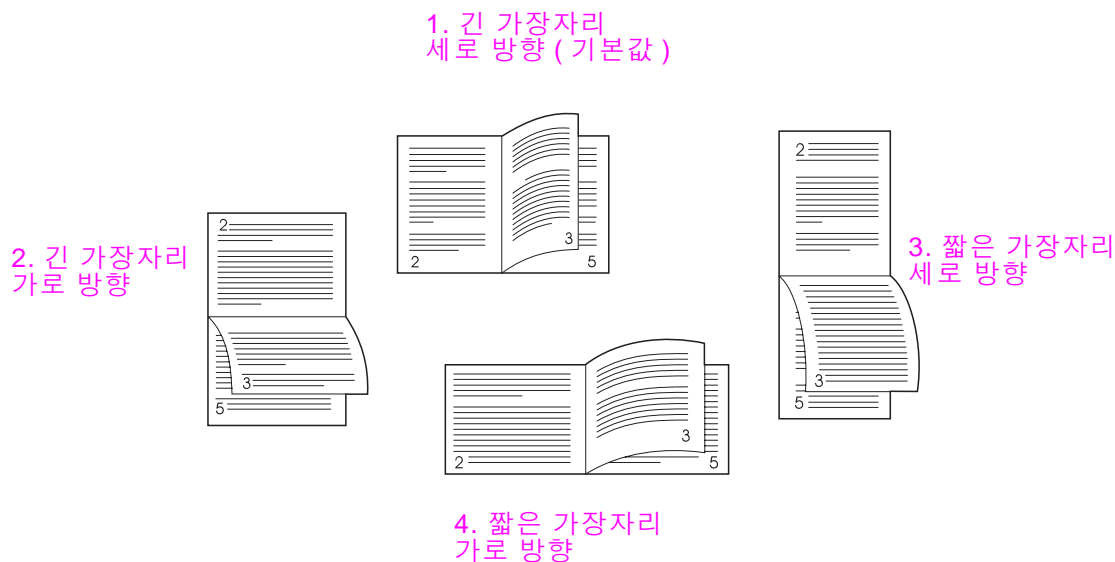 1. 긴 가장자리
세로 방향 ( 기본값 )
2
3
5
2. 긴 가장자리
가로 방향
2
3
5
3. 짧은 가장자리
세로 방향
2
3
5
2
3
5
4. 짧은 가장자리
가로 방향